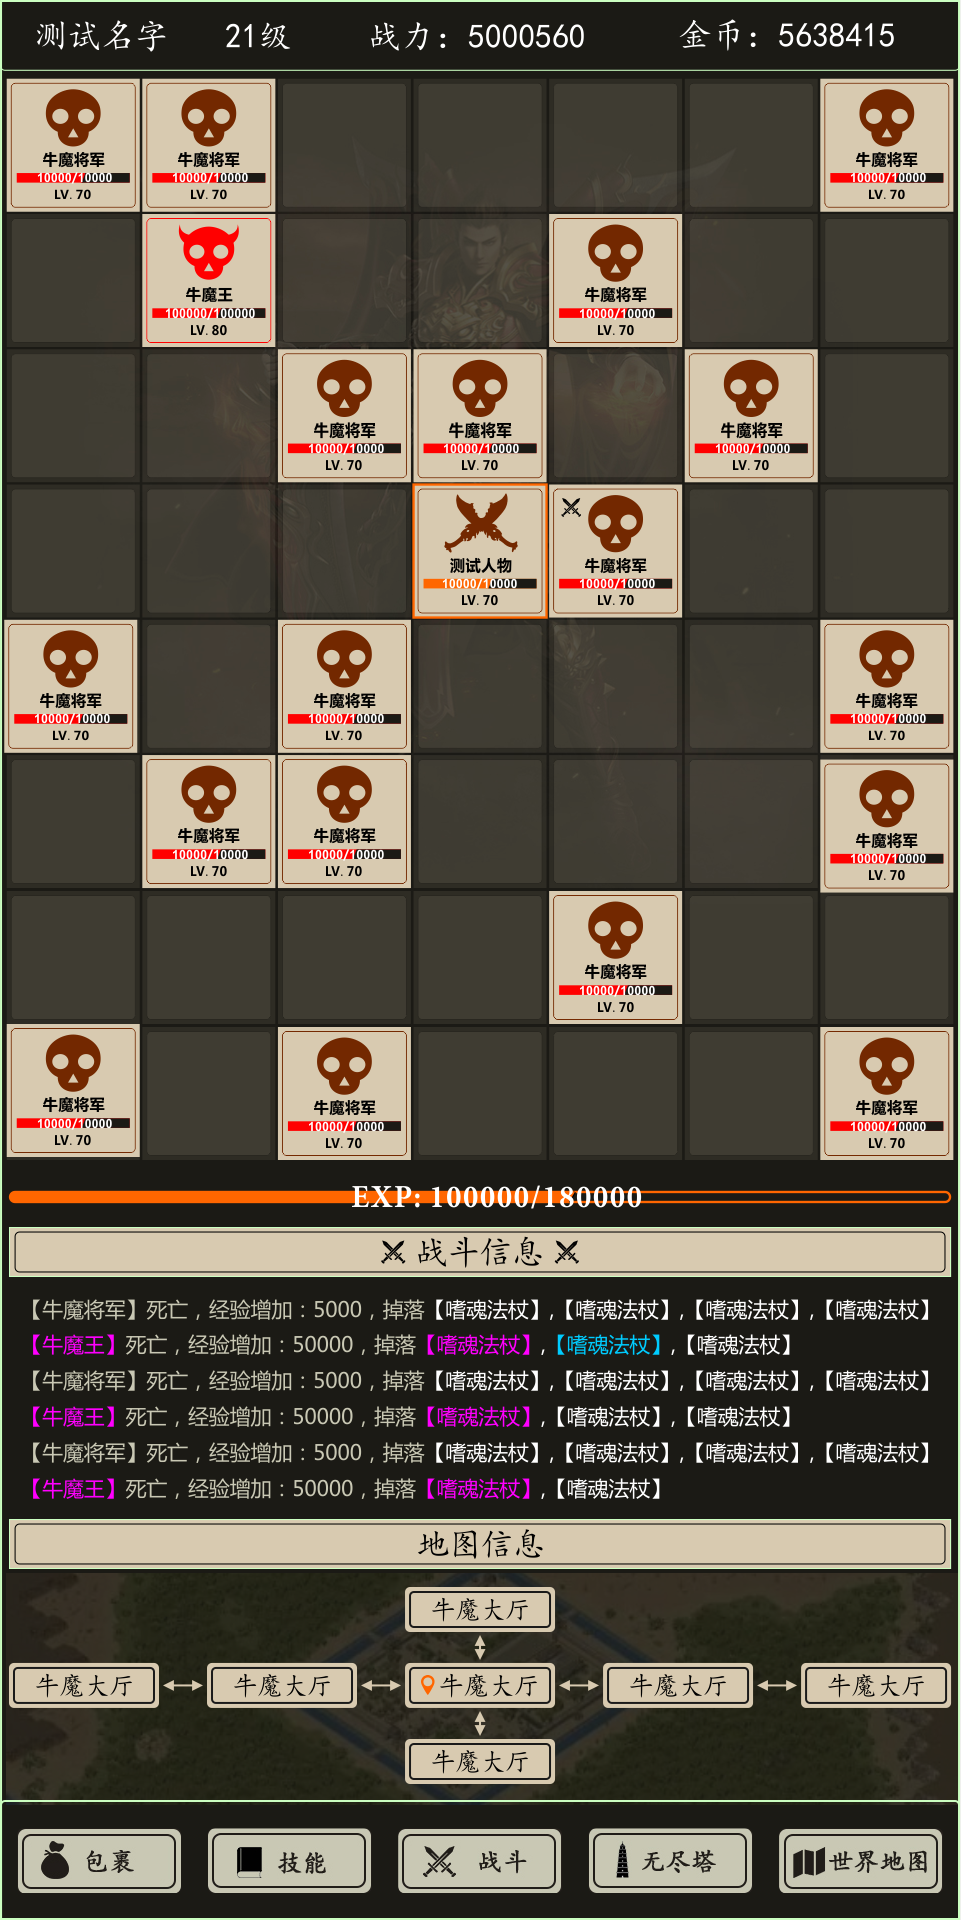 测试名字 21级 战力：5000560 金币：5638415
牛魔将军 牛魔将军 牛魔将军
10000/10000 10000/10000 10000/10000
LV. 70 LV. 70 LV. 70
牛魔王 牛魔将军
100000/100000 10000/10000
LV. 80 LV. 70
牛魔将军 牛魔将军 牛魔将军
10000/10000 10000/10000 10000/10000
LV. 70 LV. 70 LV. 70
测试人物 牛魔将军
10000/10000 10000/10000
LV. 70 LV. 70
牛魔将军 牛魔将军 牛魔将军
10000/10000 10000/10000 10000/10000
LV. 70 LV. 70 LV. 70
牛魔将军 牛魔将军 牛魔将军
10000/10000 10000/10000 10000/10000
LV. 70 LV. 70 LV. 70
牛魔将军
10000/10000
LV. 70
牛魔将军 牛魔将军 牛魔将军
10000/10000 10000/10000 10000/10000
LV. 70 LV. 70 LV. 70
EXP: 100000/180000
战斗信息
【牛魔将军】死亡，经验增加：5000，掉落【嗜魂法杖】,【嗜魂法杖】,【嗜魂法杖】,【嗜魂法杖】
【牛魔王】死亡，经验增加：50000，掉落【嗜魂法杖】,【嗜魂法杖】,【嗜魂法杖】
【牛魔将军】死亡，经验增加：5000，掉落【嗜魂法杖】,【嗜魂法杖】,【嗜魂法杖】,【嗜魂法杖】
【牛魔王】死亡，经验增加：50000，掉落【嗜魂法杖】,【嗜魂法杖】,【嗜魂法杖】
【牛魔将军】死亡，经验增加：5000，掉落【嗜魂法杖】,【嗜魂法杖】,【嗜魂法杖】,【嗜魂法杖】
【牛魔王】死亡，经验增加：50000，掉落【嗜魂法杖】,【嗜魂法杖】
地图信息
牛魔大厅
牛魔大厅 牛魔大厅 牛魔大厅 牛魔大厅 牛魔大厅
牛魔大厅
包裹 技能 战斗 无尽塔 世界地图